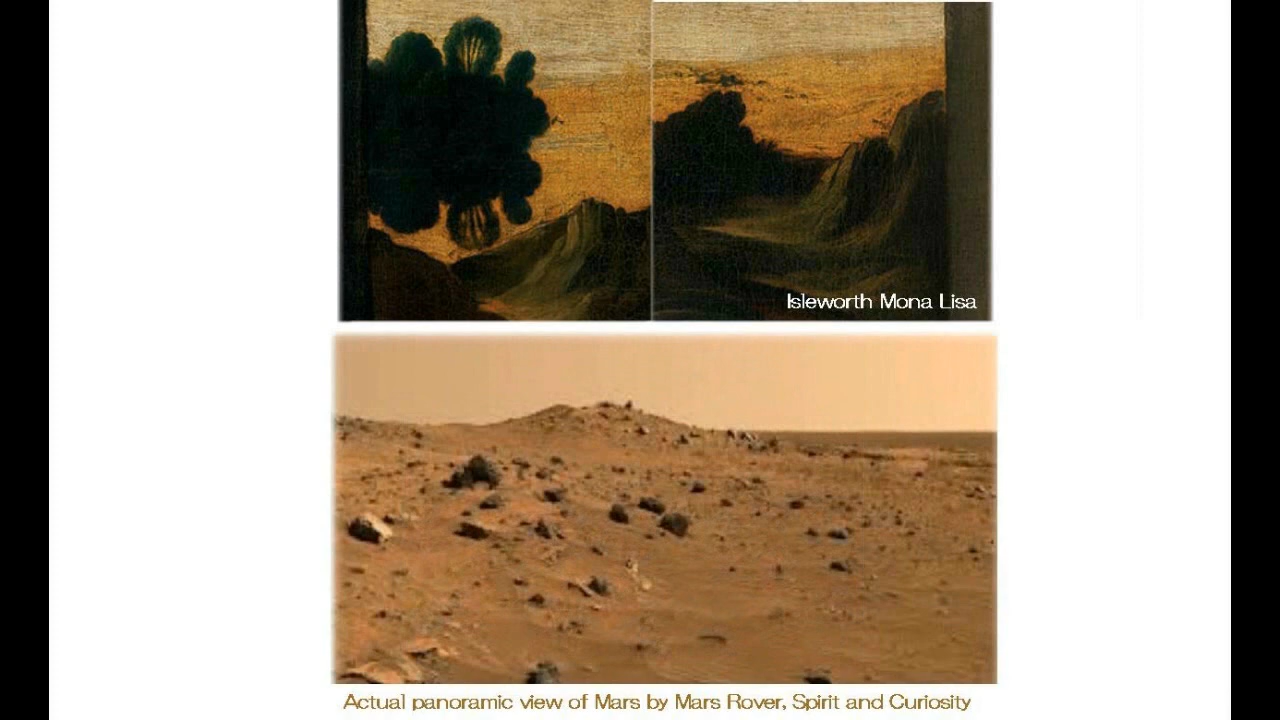 Isleworth Mona Lisa
Actual panoramic view of Mars by Mars Rover, Spirit and Curiosity